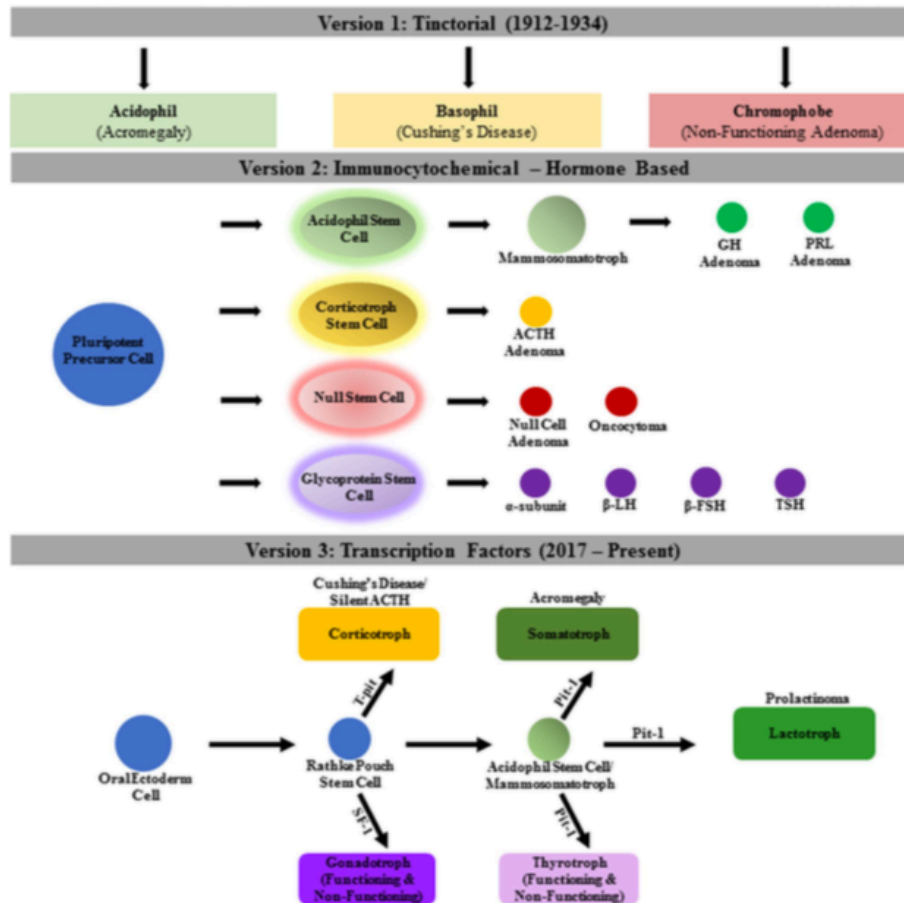 Version 1: Tinctorial (1912-1934)
Acidophil
(Acromegaly)
Basophil
(Cushing's Disease)
Chromophobe
(Non-Functioning Adenoma)
Version 2: Immunocytochemical – Hormone Based
Pluripotent
Precursor Cell
Acidophil Stem
Cell
Mammosomatotroph
GH
Adenoma
PRL
Adenoma
Corticotroph
Stem Cell
ACTH
Adenoma
Null Stem Cell
Null Cell
Adenoma
Oncocytoma
Glycoprotein Stem
Cell
α-subunit
β-LH
β-FSH
TSH
Version 3: Transcription Factors (2017 – Present)
Cushing's Disease/
Silent ACTH
Corticotroph
Acromegaly
Somatotroph
T-pit
Pit-1
Prolactinoma
Lactotroph
Pit-1
Oral Ectoderm
Cell
Rathke Pouch
Stem Cell
Acidophil Stem Cell/
Mammosomatotroph
SF-1
Pit-1
Gonadotroph
(Functioning &
Non-Functioning)
Thyrotroph
(Functioning &
Non-Functioning)